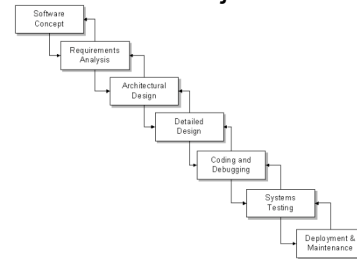 Software
Concept
Requirements
Analysis
Architectural
Design
Detailed
Design
Coding and
Debugging
Systems
Testing
Deployment &
Maintenance